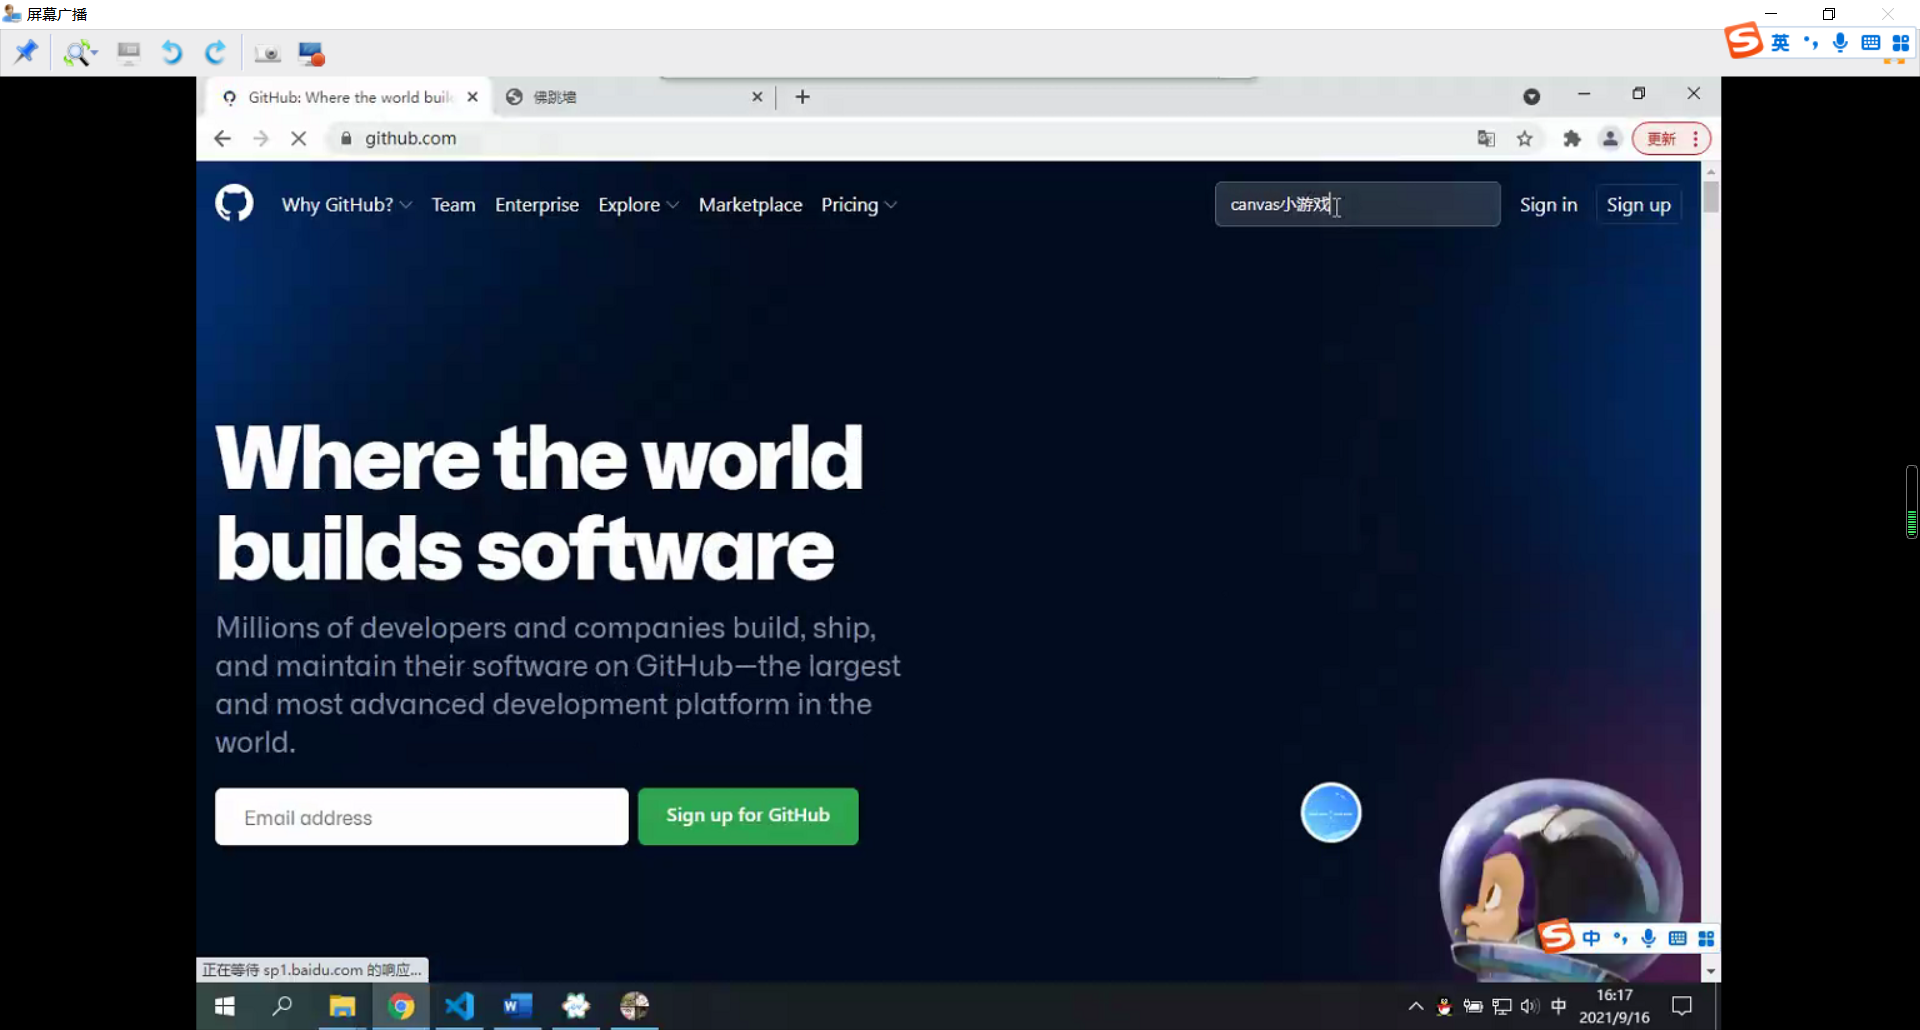 屏幕广播
英
GitHub: Where the world buil
佛跳墙
github.com
更新
Why GitHub?
Team
Enterprise
Explore
Marketplace
Pricing
canvas小游戏
Sign in
Sign up
Where the world
builds software
Millions of developers and companies build, ship,
and maintain their software on GitHub—the largest
and most advanced development platform in the
world.
Email address
Sign up for GitHub
中
正在等待 sp1.baidu.com 的响应...
中
16:17
2021/9/16